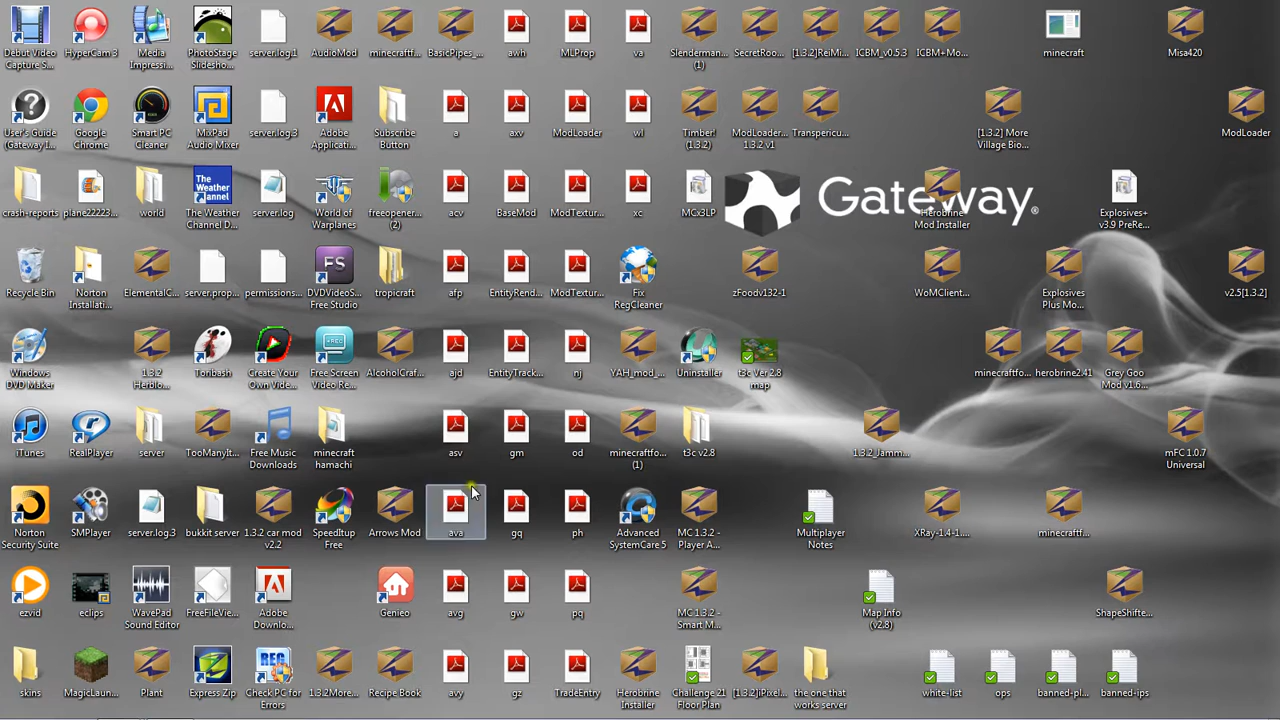 Debut Video
Capture S...
HyperCam 3
Media
Impressi...
PhotoStage
Slidesho...
server.log.1
AudioMod
minecraftf...
BasicPipes_...
awh
MLProp
va
Slenderman...
(1)
SecretRoo...
[1.3.2]ReiMi...
ICBM_v0.5.3
ICBM+Mo...
minecraft
Misa420
User's Guide
(Gateway I...
Google
Chrome
Smart PC
Cleaner
MixPad
Audio Mixer
server.log.3
Adobe
Applicati...
Subscribe
Button
a
axv
ModLoader
wl
Timber!
(1.3.2)
ModLoader...
1.3.2 v1
Transpericu...
[1.3.2] More
Village Bio...
ModLoader
crash-reports
plane22223...
world
The
Weather
Channel
The Weather
Channel D...
server.log
World of
Warplanes
freeopener...
(2)
acv
BaseMod
ModTextur...
xc
MCx3LP
Gateway
Herobrine
Mod Installer
Explosives+
v3.9 PreRe...
Recycle Bin
Norton
Installati...
ElementalC...
server.prop...
permissions...
FS
DVDVideoS...
Free Studio
tropicraft
afp
EntityRend...
ModTextur...
Fix
RegCleaner
zFoodv132-1
WoMClient...
Explosives
Plus Mo...
v2.5[1.3.2]
Windows
DVD Maker
1.3.2
Herblo...
Toribash
Create Your
Own Vide...
REC
Free Screen
Video Re...
AlcoholCraf...
ajd
EntityTrack...
nj
YAH_mod_...
Uninstaller
t3c Ver 2.8
map
minecraftfo...
herobrine2.41
Grey Goo
Mod v1.6...
iTunes
RealPlayer
server
TooManyIt...
Free Music
Downloads
minecraft
hamachi
asv
gm
od
minecraftfo...
(1)
t3c v2.8
1.3.2_Jamm...
mFC 1.0.7
Universal
Norton
Security Suite
SMPlayer
server.log.3
bukkit server
1.3.2 car mod
v2.2
SpeedItup
Free
Arrows Mod
ava
gq
ph
Advanced
SystemCare 5
MC 1.3.2 -
Player A...
Multiplayer
Notes
XRay-1.4-1....
minecraftf...
ezvid
eclips
WavePad
Sound Editor
FreeFileVie...
Adobe
Downlo...
Genieo
avg
gw
pq
MC 1.3.2 -
Smart M...
Map Info
(v2.8)
ShapeShifte...
skins
MagicLaun...
Plant
Express Zip
REG
Check PC for
Errors
1.3.2More...
Recipe Book
avy
gz
TradeEntry
Herobrine
Installer
Challenge 21
Floor Plan
[1.3.2]iPixel...
the one that
works server
white-list
ops
banned-pl...
banned-ips